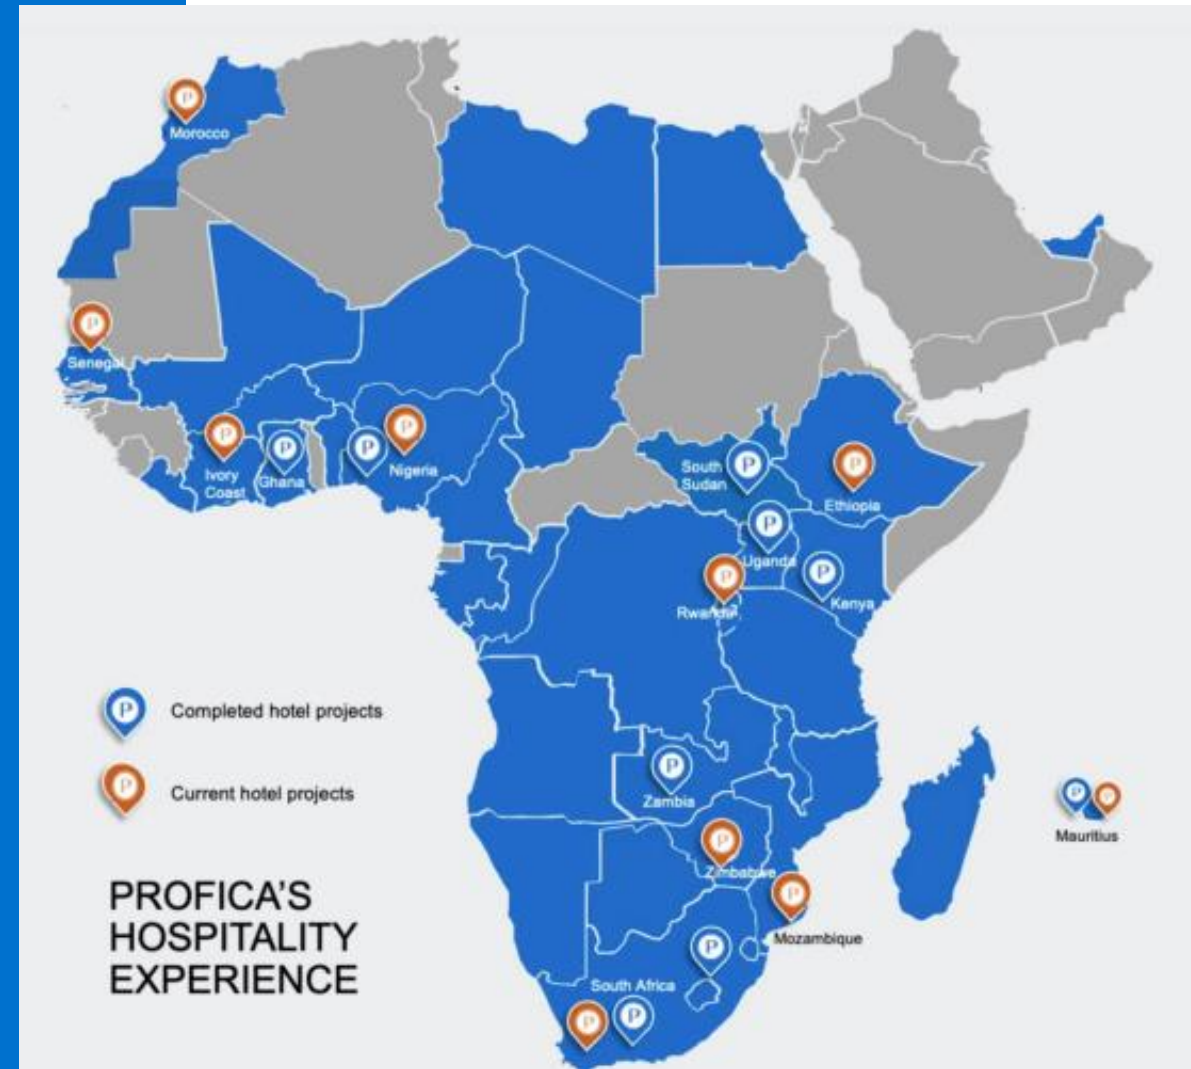 Morocco
Senegal
Ivory
Coast
Ghana
Nigeria
South
Sudan
Ethiopia
Uganda
Kenya
Rwanda
P Completed hotel projects
P Current hotel projects
Zambia
Mauritius
Zimbabwe
Mozambique
South Africa
PROFICA'S
HOSPITALITY
EXPERIENCE